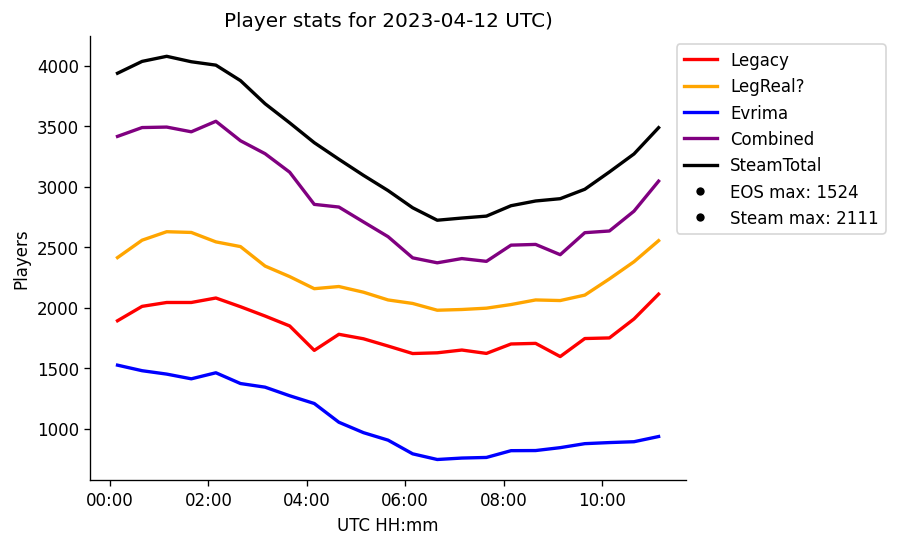 Player stats for 2023-04-12 UTC)
Legacy
LegReal?
Evrima
Combined
SteamTotal
EOS max: 1524
Steam max: 2111
Players
4000
3500
3000
2500
2000
1500
1000
00:00 02:00 04:00 06:00 08:00 10:00
UTC HH:mm